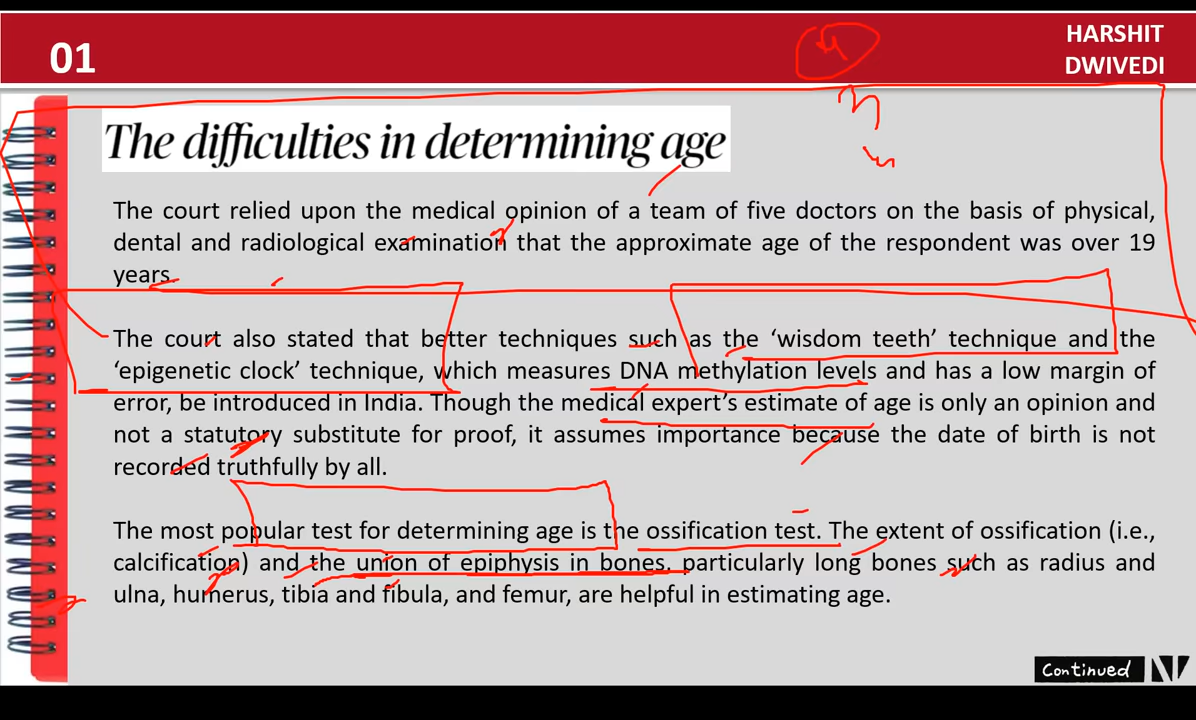 01
HARSHIT
DWIVEDI
The difficulties in determining age
The court relied upon the medical opinion of a team of five doctors on the basis of physical,
dental and radiological examination that the approximate age of the respondent was over 19
years.
The court also stated that better techniques such as the ‘wisdom teeth’ technique and the
‘epigenetic clock’ technique, which measures DNA methylation levels and has a low margin of
error, be introduced in India. Though the medical expert’s estimate of age is only an opinion and
not a statutory substitute for proof, it assumes importance because the date of birth is not
recorded truthfully by all.
The most popular test for determining age is the ossification test. The extent of ossification (i.e.,
calcification) and the union of epiphysis in bones, particularly long bones such as radius and
ulna, humerus, tibia and fibula, and femur, are helpful in estimating age.
Continued